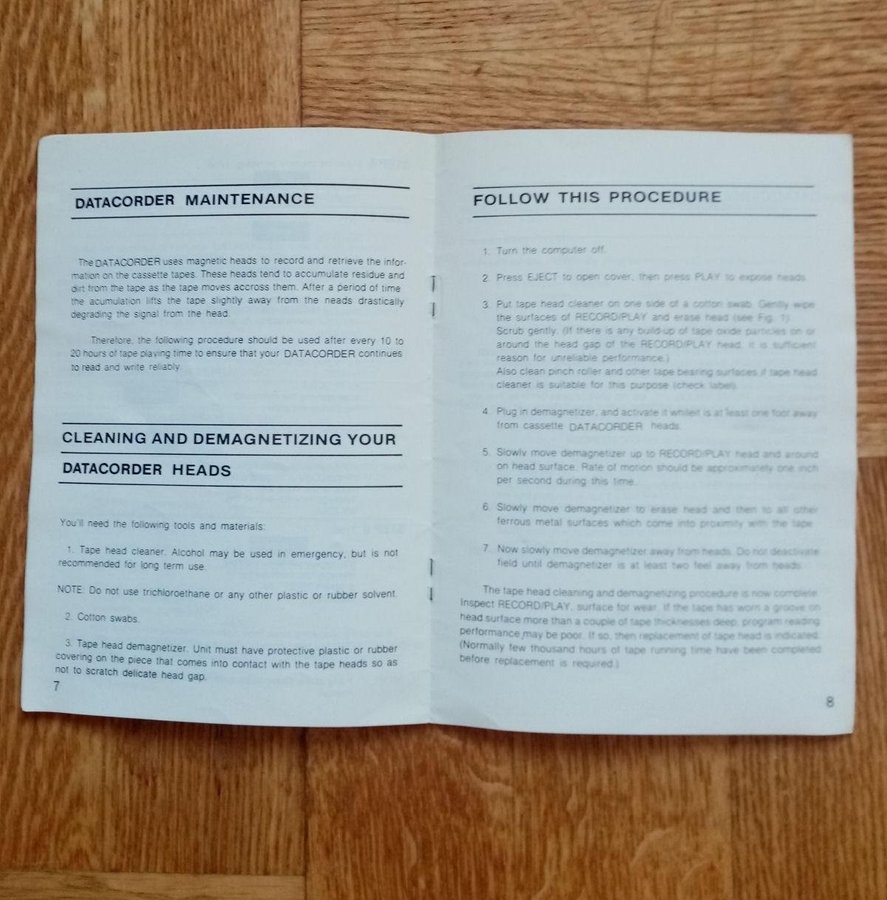 DATACORDER MAINTENANCE
The DATACORDER uses magnetic heads to record and retrieve the infor-
mation on the cassette tapes. These heads tend to accumulate residue and
dirt from the tape as the tape moves accross them. After a period of time
the acumulation lifts the tape slightly away from the heads drastically
degrading the signal from the head.
Therefore, the following procedure should be used after every 10 to
20 hours of tape playing time to ensure that your DATACORDER continues
to read and write reliably.
CLEANING AND DEMAGNETIZING YOUR
DATACORDER HEADS
You'll need the following tools and materials:
1. Tape head cleaner. Alcohol may be used in emergency, but is not
recommended for long term use.
NOTE: Do not use trichloroethane or any other plastic or rubber solvent.
2. Cotton swabs.
3. Tape head demagnetizer. Unit must have protective plastic or rubber
covering on the piece that comes into contact with the tape heads so as
not to scratch delicate head gap.
7
FOLLOW THIS PROCEDURE
1. Turn the computer off.
2. Press EJECT to open cover, then press PLAY to expose heads.
3. Put tape head cleaner on one side of a cotton swab. Gently wipe
the surfaces of RECORD/PLAY and erase head (see Fig. 1).
Scrub gently. (If there is any build-up of tape oxide particles on or
around the head gap of the RECORD/PLAY head, it is sufficient
reason for unreliable performance.)
Also clean pinch roller and other tape bearing surfaces if tape head
cleaner is suitable for this purpose (check label).
4. Plug in demagnetizer, and activate it whileit is at least one foot away
from cassette DATACORDER heads.
5. Slowly move demagnetizer up to RECORD/PLAY head and around
on head surface. Rate of motion should be approximately one inch
per second during this time.
6. Slowly move demagnetizer to erase head and then to all other
ferrous metal surfaces which come into proximity with the tape.
7. Now slowly move demagnetizer away from heads. Do not deactivate
field until demagnetizer is at least two feel away from heads.
The tape head cleaning and demagnetizing procedure is now complete.
Inspect RECORD/PLAY, surface for wear. If the tape has worn a groove on
head surface more than a couple of tape thicknesses deep, program reading
performance may be poor. If so, then replacement of tape head is indicated.
(Normally few thousand hours of tape running time have been completed
before replacement is required.)
8